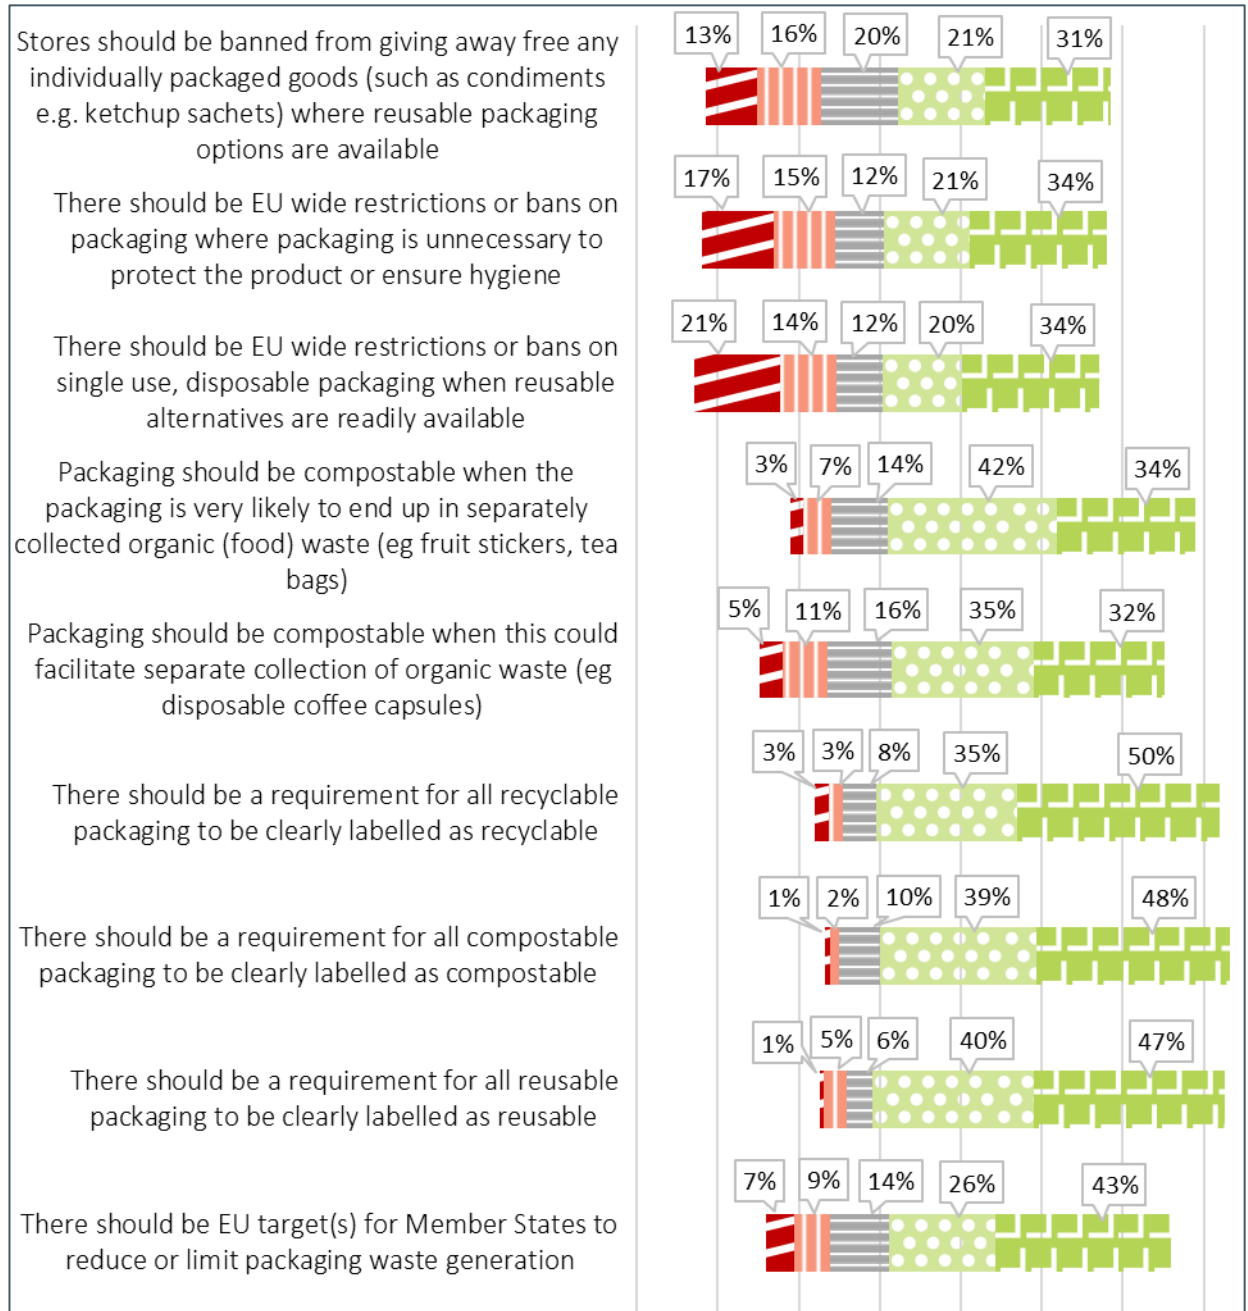 Stores should be banned from giving away free any
individually packaged goods (such as condiments
e.g. ketchup sachets) where reusable packaging
options are available
13% 16% 20% 21% 31%
There should be EU wide restrictions or bans on
packaging where packaging is unnecessary to
protect the product or ensure hygiene
17% 15% 12% 21% 34%
There should be EU wide restrictions or bans on
single use, disposable packaging when reusable
alternatives are readily available
21% 14% 12% 20% 34%
Packaging should be compostable when the
packaging is very likely to end up in separately
collected organic (food) waste (eg fruit stickers, tea
bags)
3% 7% 14% 42% 34%
Packaging should be compostable when this could
facilitate separate collection of organic waste (eg
disposable coffee capsules)
5% 11% 16% 35% 32%
There should be a requirement for all recyclable
packaging to be clearly labelled as recyclable
3% 3% 8% 35% 50%
There should be a requirement for all compostable
packaging to be clearly labelled as compostable
1% 2% 10% 39% 48%
There should be a requirement for all reusable
packaging to be clearly labelled as reusable
1% 5% 6% 40% 47%
There should be EU target(s) for Member States to
reduce or limit packaging waste generation
7% 9% 14% 26% 43%